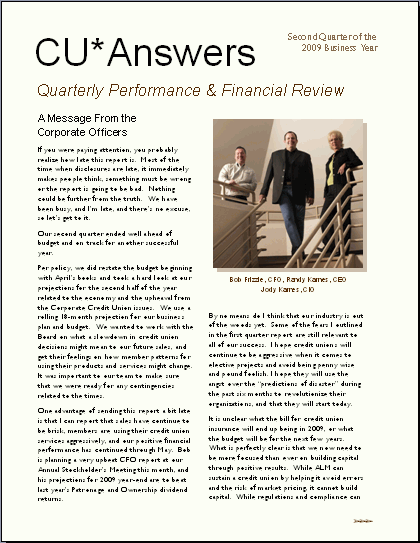 Second Quarter of the
2009 Business Year
CU*Answers
Quarterly Performance & Financial Review
A Message From the
Corporate Officers
If you were paying attention, you probably
realize how late this report is.  Most of the
time when disclosures are late, it immediately
makes people think, something must be wrong
or the report is going to be bad.  Nothing
could be further from the truth.  We have
been busy, and I'm late, and there's no excuse,
so let's get to it.
Our second quarter ended well ahead of
budget and on track for another successful
year.
Per policy, we did restate the budget beginning
with April's books and took a hard look at our
projections for the second half of the year
related to the economy and the upheaval from
the Corporate Credit Union issues.  We use a
rolling 18-month projection for our business
plan and budget.  We wanted to work with the
Board on what a slowdown in credit union
decisions might mean to our future sales, and
get their feelings on how member patterns for
using their products and services might change.
It was important to our team to make sure
that we were ready for any contingencies
related to the times.
One advantage of sending this report a bit late
is that I can report that sales have continue to
be brisk, members are using their credit union
services aggressively, and our positive financial
performance has continued through May.  Bob
is planning a very upbeat CFO report at our
Annual Stockholder's Meeting this month, and
his projections for 2009 year-end are to beat
last year's Patronage and Ownership dividend
returns.
Bob Frizzle, CFO, Randy Karnes, CEO
Jody Karnes, CIO
By no means do I think that our industry is out
of the weeds yet.  Some of the fears I outlined
in the first quarter report are still relevant to
all of our success.  I hope credit unions will
continue to be aggressive when it comes to
elective projects and avoid being penny wise
and pound foolish.  I hope they will use the
angst over the "predictions of disaster" during
the past six months to revolutionize their
organizations, and that they will start today.
It is unclear what the bill for credit union
insurance will end up being in 2009, or what
the budget will be for the next few years.
What is perfectly clear is that we now need to
be more focused than ever on building capital
through positive results.  While ALM can
sustain a credit union by helping it avoid errors
and the risk of market pricing, it cannot build
capital.  While regulations and compliance can